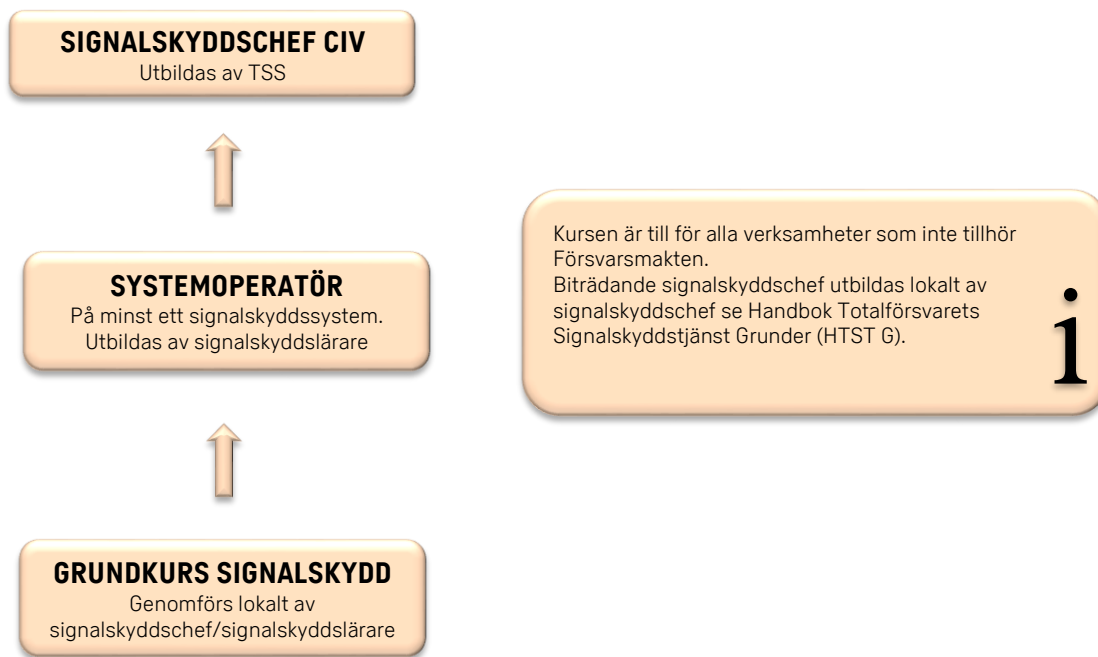 SIGNALSKYDDSCHEF CIV
Utbildas av TSS
SYSTEMOPERATÖR
På minst ett signalskyddssystem.
Utbildas av signalskyddslärare
GRUNDKURS SIGNALSKYDD
Genomförs lokalt av
signalskyddschef/signalskyddslärare
Kursen är till för alla verksamheter som inte tillhör
Försvarsmakten.
Biträdande signalskyddschef utbildas lokalt av
signalskyddschef se Handbok Totalförsvarets
Signalskyddstjänst Grunder (HTST G).
i